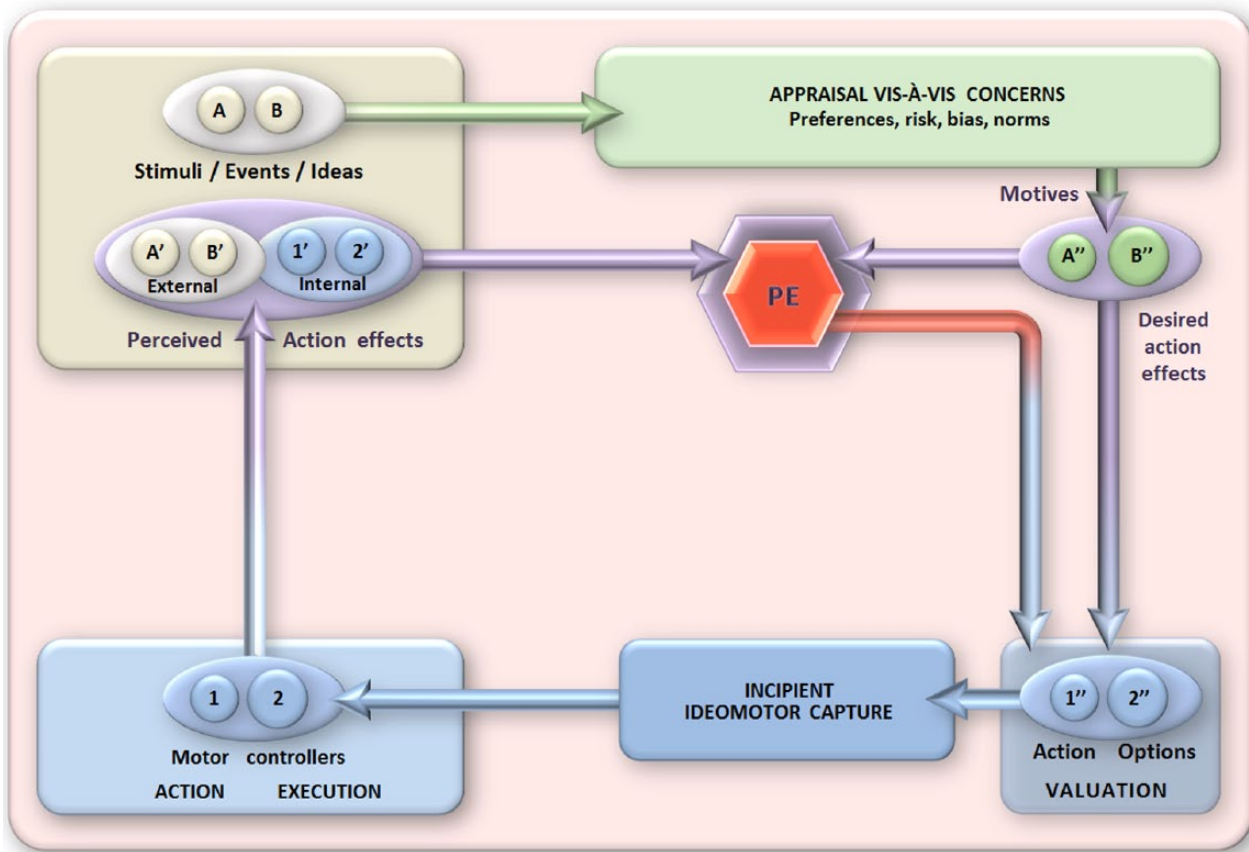 A B
Stimuli / Events / Ideas
APPRAISAL VIS-À-VIS CONCERNS
Preferences, risk, bias, norms
Motives
A' B' 1' 2'
External Internal
Perceived Action effects
PE
A'' B''
Desired
action
effects
1 2
Motor controllers
ACTION EXECUTION
INCIPIENT
IDEOMOTOR CAPTURE
1'' 2''
Action Options
VALUATION